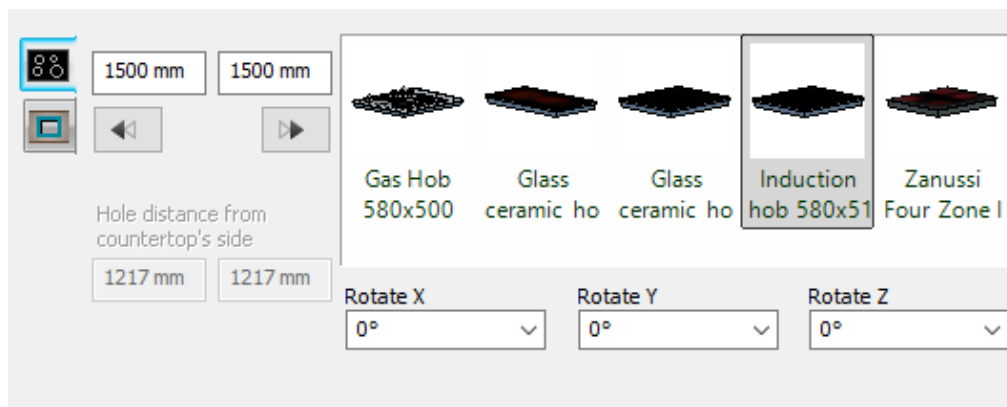 1500 mm 1500 mm
Gas Hob
580x500
Glass
ceramic ho
Glass
ceramic ho
Induction
hob 580x51
Zanussi
Four Zone I
Hole distance from
countertop's side
1217 mm 1217 mm
Rotate X Rotate Y Rotate Z
0° 0° 0°